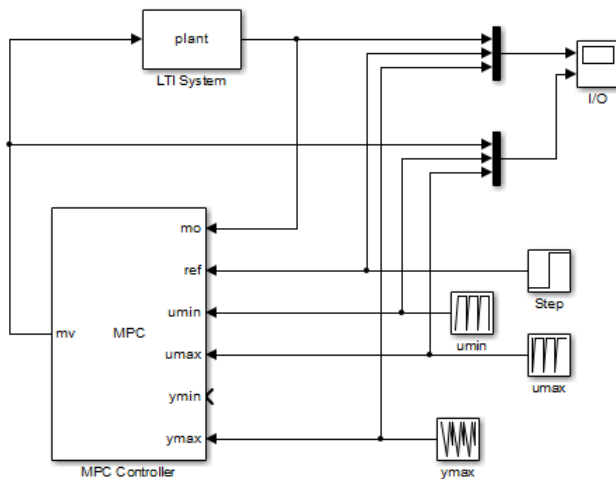 plant
LTI System
I/O
mo
ref
Step
umin
umin
mv
MPC
umax
umax
ymin
ymax
MPC Controller
ymax